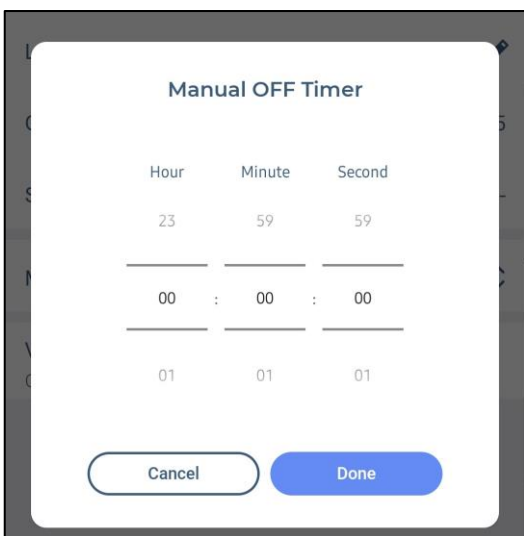 Manual OFF Timer
Hour Minute Second
23 59 59
00 : 00 : 00
01 01 01
Cancel Done